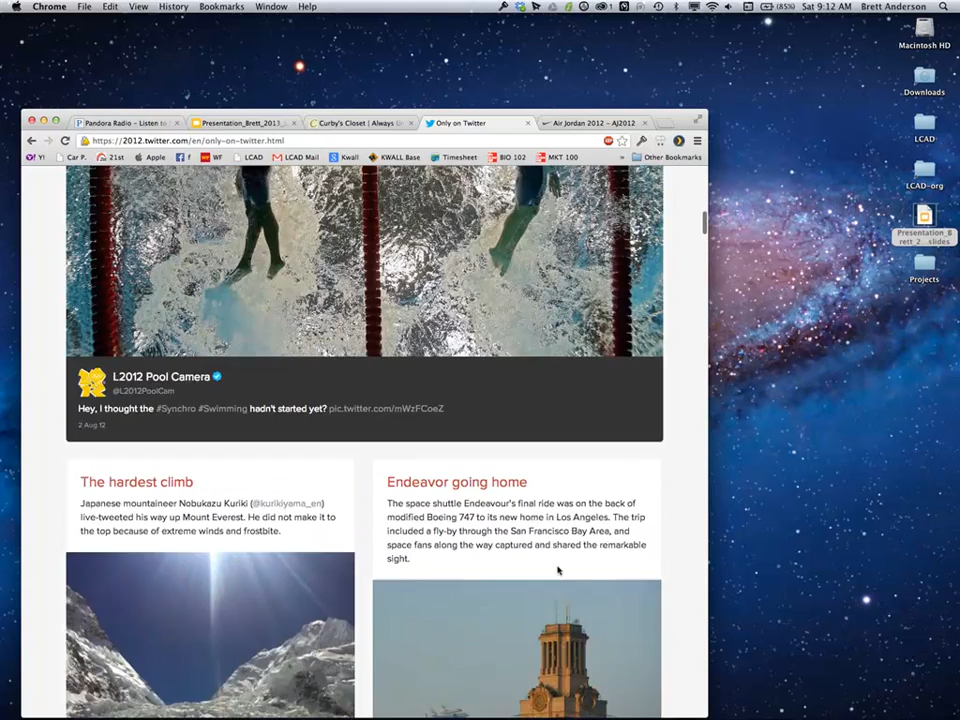 Chrome File Edit View History Bookmarks Window Help
(85%) Sat 9:12 AM Brett Anderson
Macintosh HD
Downloads
LCAD
LCAD-org
Presentation_B
rett_2....slides
Projects
Pandora Radio - Listen to
Presentation_Brett_2013_
Curby's Closet | Always U
Only on Twitter
Air Jordan 2012 - AJ2012
https://2012.twitter.com/en/only-on-twitter.html
Y! Car P. 21st Apple f WF LCAD LCAD Mail Kwall KWALL Base Timesheet BIO 102 MKT 100 » Other Bookmarks
L2012 Pool Camera
@L2012PoolCam
Hey, I thought the #Synchro #Swimming hadn't started yet? pic.twitter.com/mWzFCoeZ
2 Aug 12
The hardest climb
Japanese mountaineer Nobukazu Kuriki (@kurikiyama_en)
live-tweeted his way up Mount Everest. He did not make it to
the top because of extreme winds and frostbite.
Endeavor going home
The space shuttle Endeavour's final ride was on the back of
modified Boeing 747 to its new home in Los Angeles. The trip
included a fly-by through the San Francisco Bay Area, and
space fans along the way captured and shared the remarkable
sight.